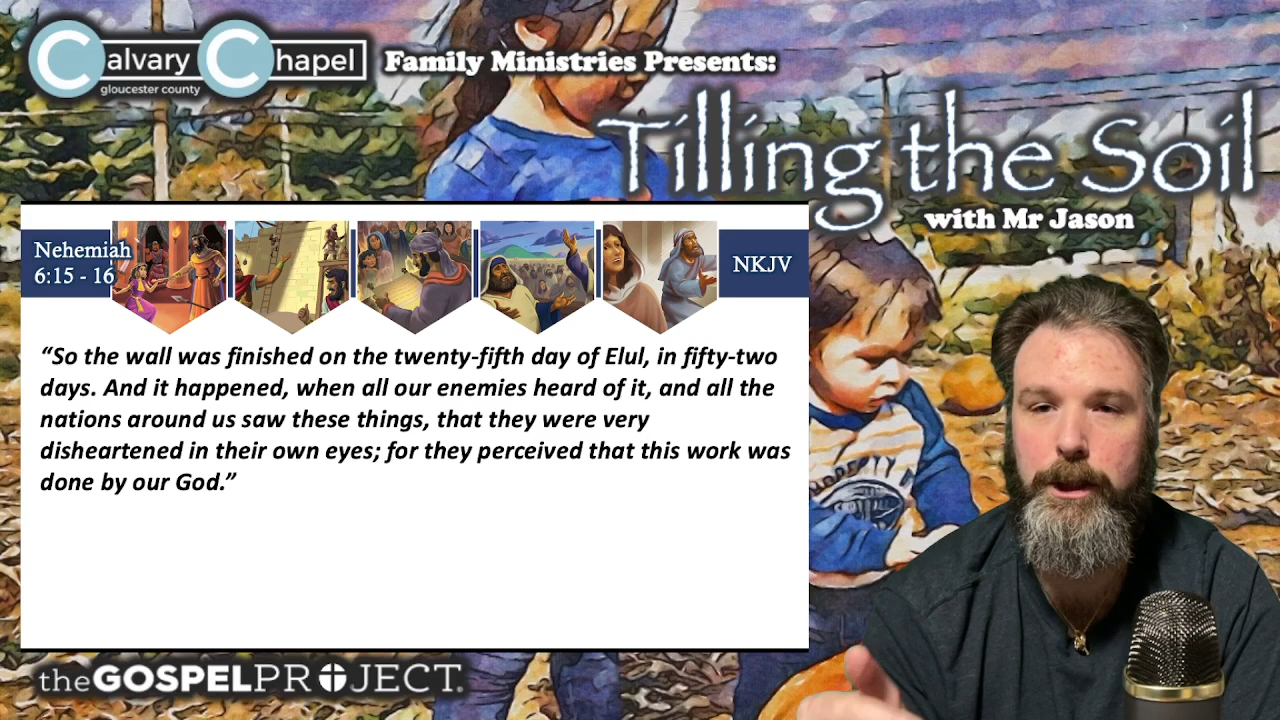 Calvary Chapel
gloucester county
Family Ministries Presents:
Tilling the Soil
with Mr Jason
Nehemiah
6:15 - 16
NKJV
“So the wall was finished on the twenty-fifth day of Elul, in fifty-two
days. And it happened, when all our enemies heard of it, and all the
nations around us saw these things, that they were very
disheartened in their own eyes; for they perceived that this work was
done by our God.”
theGOSPELPROJECT.